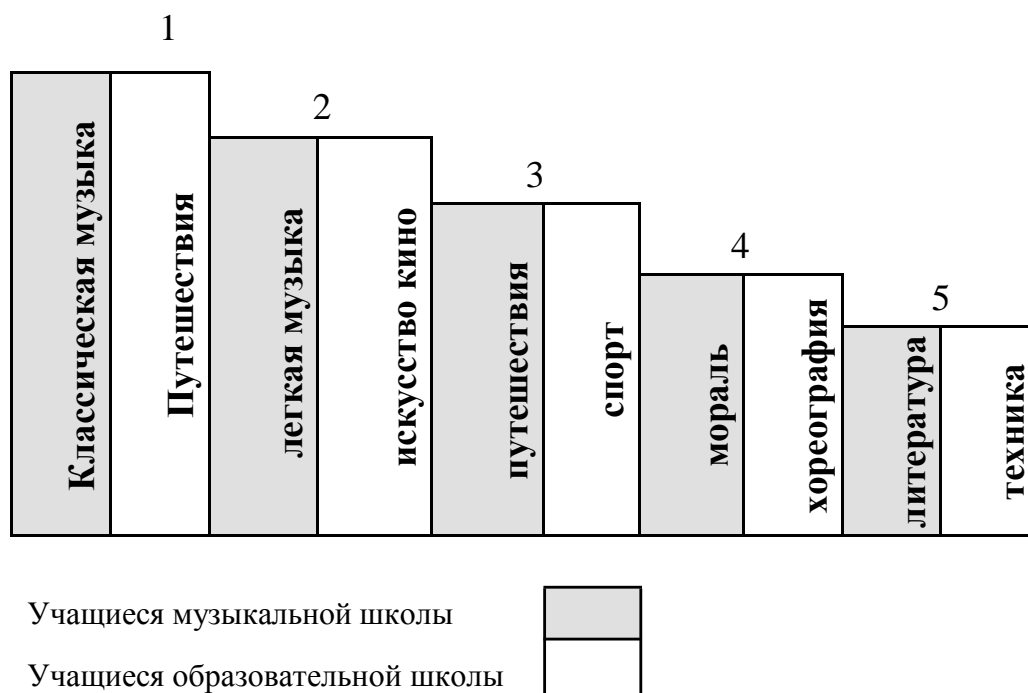 1
Классическая музыка
Путешествия
2
легкая музыка
искусство кино
3
путешествия
спорт
4
мораль
хореография
5
литература
техника
Учащиеся музыкальной школы
Учащиеся образовательной школы